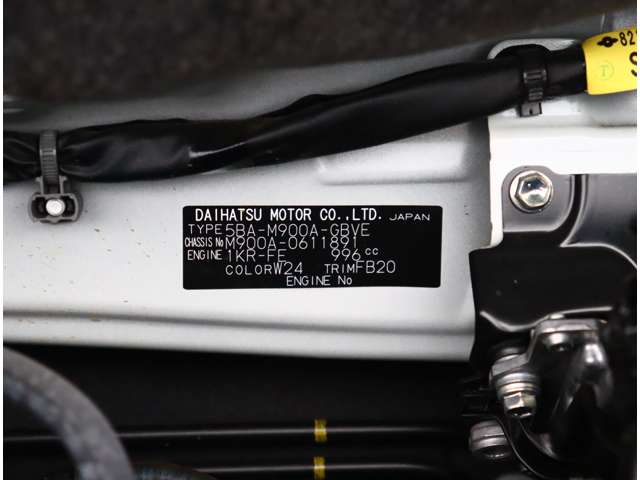 82
DAIHATSU MOTOR CO.,LTD. JAPAN
TYPE 5BA-M900A-GBVE
CHASSIS No M900A-0611891
ENGINE 1KR-FE 996 cc
COLOR W24 TRIM FB20
ENGINE No